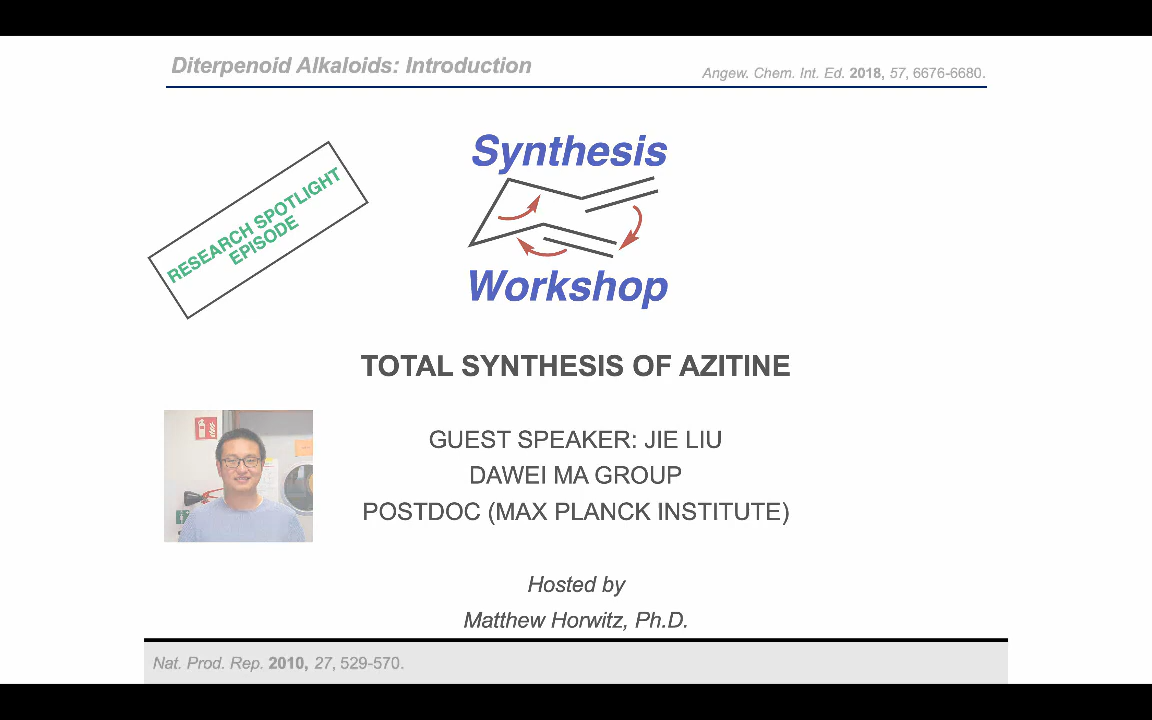 Diterpenoid Alkaloids: Introduction
Angew. Chem. Int. Ed. 2018, 57, 6676-6680.
Synthesis
RESEARCH SPOTLIGHT
EPISODE
Workshop
TOTAL SYNTHESIS OF AZITINE
GUEST SPEAKER: JIE LIU
DAWEI MA GROUP
POSTDOC (MAX PLANCK INSTITUTE)
Hosted by
Matthew Horwitz, Ph.D.
Nat. Prod. Rep. 2010, 27, 529-570.